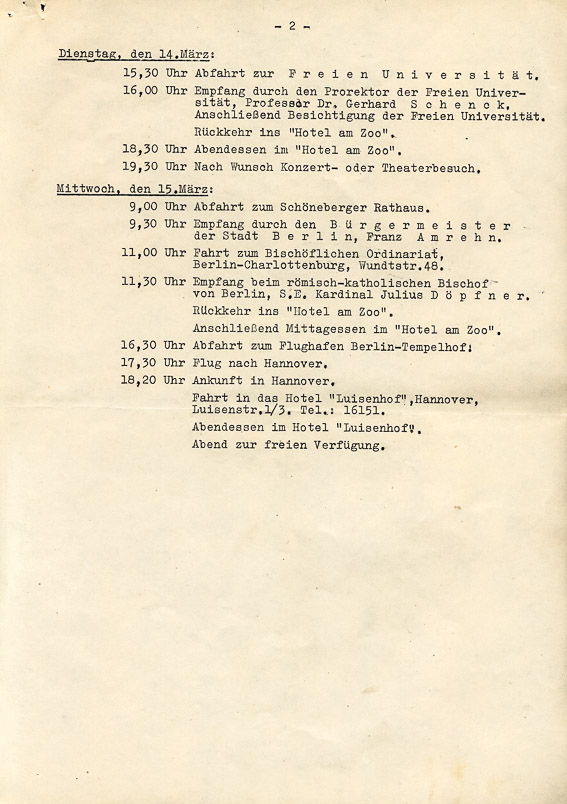 - 2 -
Dienstag, den 14.März:
15,30 Uhr Abfahrt zur F r e i e n U n i v e r s i t ä t.
16,00 Uhr Empfang durch den Prorektor der Freien Univer-
sität, Professor Dr. Gerhard S c h e n c k.
Anschließend Besichtigung der Freien Universität.
Rückkehr ins "Hotel am Zoo".
18,30 Uhr Abendessen im "Hotel am Zoo".
19,30 Uhr Nach Wunsch Konzert- oder Theaterbesuch.
Mittwoch, den 15.März:
9,00 Uhr Abfahrt zum Schöneberger Rathaus.
9,30 Uhr Empfang durch den B ü r g e r m e i s t e r
der Stadt B e r l i n, Franz A m r e h n.
11,00 Uhr Fahrt zum Bischöflichen Ordinariat,
Berlin-Charlottenburg, Wundtstr.48.
11,30 Uhr Empfang beim römisch-katholischen Bischof
von Berlin, S.E. Kardinal Julius D ö p f n e r.
Rückkehr ins "Hotel am Zoo".
Anschließend Mittagessen im "Hotel am Zoo".
16,30 Uhr Abfahrt zum Flughafen Berlin-Tempelhof.
17,30 Uhr Flug nach Hannover.
18,20 Uhr Ankunft in Hannover.
Fahrt in das Hotel "Luisenhof",Hannover,
Luisenstr.1/3. Tel.: 16151.
Abendessen im Hotel "Luisenhof".
Abend zur freien Verfügung.